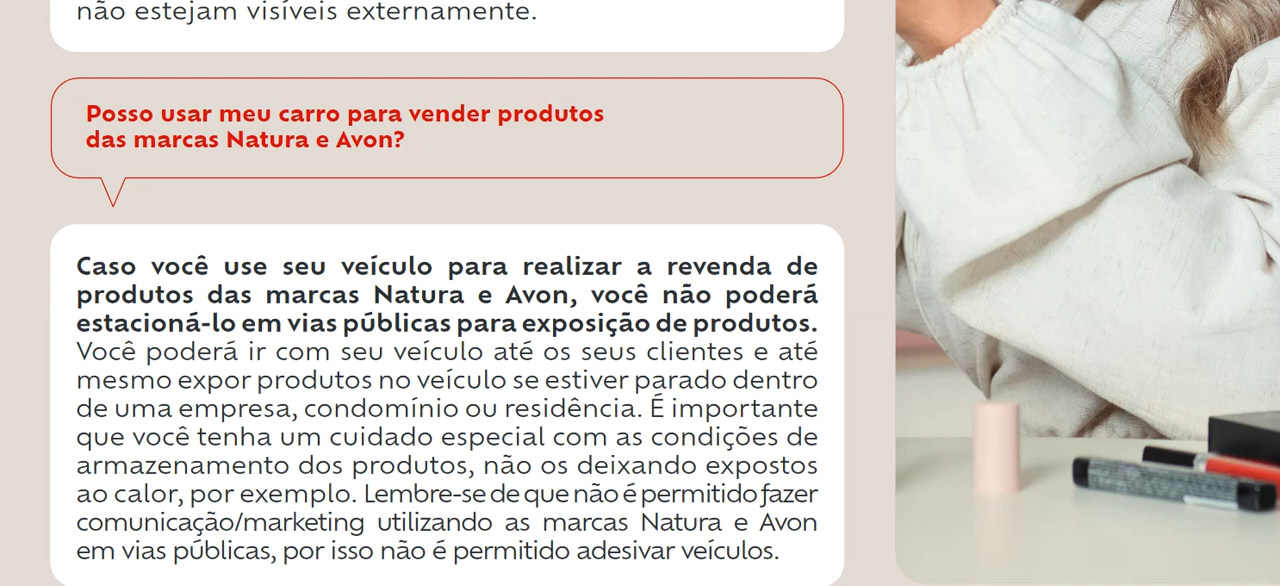 não estejam visíveis externamente.
Posso usar meu carro para vender produtos
das marcas Natura e Avon?
Caso você use seu veículo para realizar a revenda de
produtos das marcas Natura e Avon, você não poderá
estacioná-lo em vias públicas para exposição de produtos.
Você poderá ir com seu veículo até os seus clientes e até
mesmo expor produtos no veículo se estiver parado dentro
de uma empresa, condomínio ou residência. É importante
que você tenha um cuidado especial com as condições de
armazenamento dos produtos, não os deixando expostos
ao calor, por exemplo. Lembre-se de que não é permitido fazer
comunicação/marketing utilizando as marcas Natura e Avon
em vias públicas, por isso não é permitido adesivar veículos.